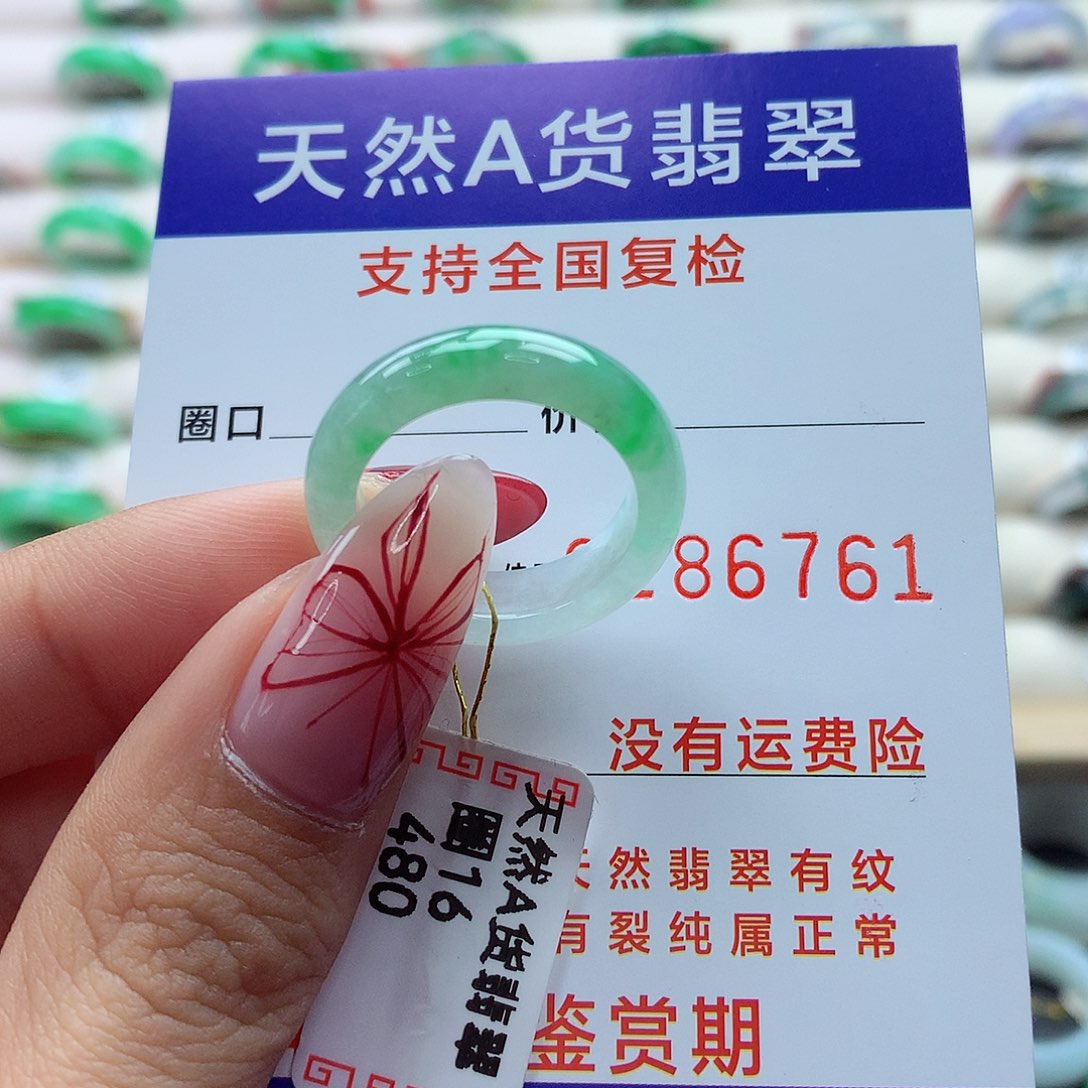 天然A货翡翠
支持全国复检
圈口 价
86761
没有运费险
然翡翠有纹
有裂纯属正常
鉴赏期
天然A货翡翠
圈16
480